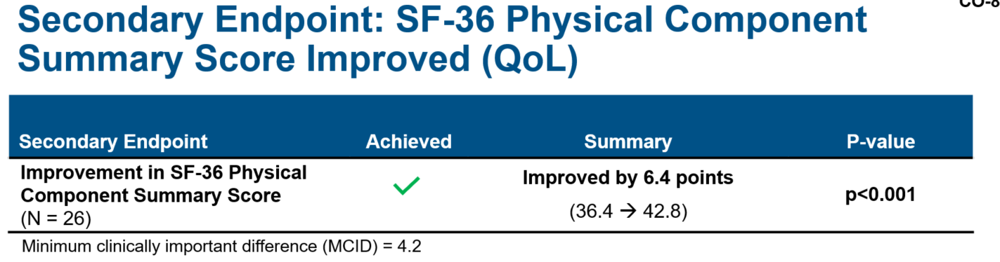 CO-8
Secondary Endpoint: SF-36 Physical Component
Summary Score Improved (QoL)
Secondary Endpoint Achieved Summary P-value
Improvement in SF-36 Physical
Component Summary Score
(N = 26)
Improved by 6.4 points
(36.4 → 42.8)
p<0.001
Minimum clinically important difference (MCID) = 4.2